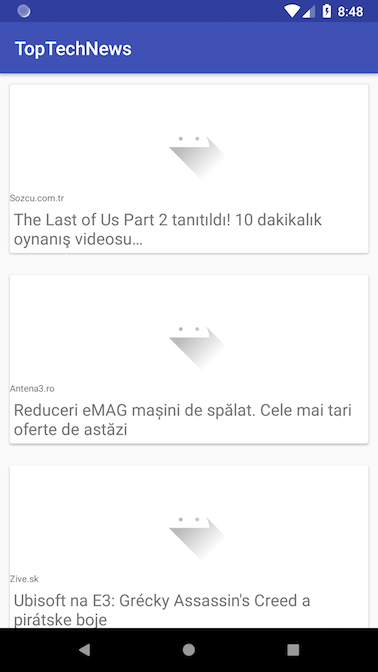 8:48
TopTechNews
Sozcu.com.tr
The Last of Us Part 2 tanıtıldı! 10 dakikalık
oynanış videosu...
Antena3.ro
Reduceri eMAG mașini de spălat. Cele mai tari
oferte de astăzi
Zive.sk
Ubisoft na E3: Grécky Assassin's Creed a
pirátske boje